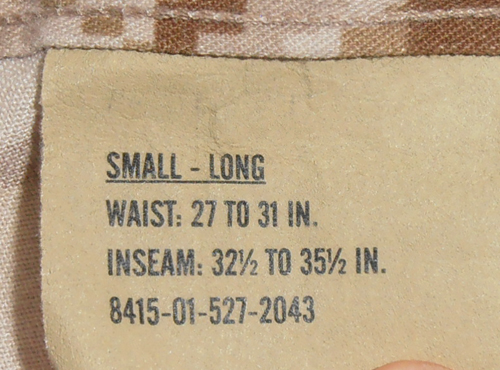 SMALL - LONG
WAIST: 27 TO 31 IN.
INSEAM: 32½ TO 35½ IN.
8415-01-527-2043